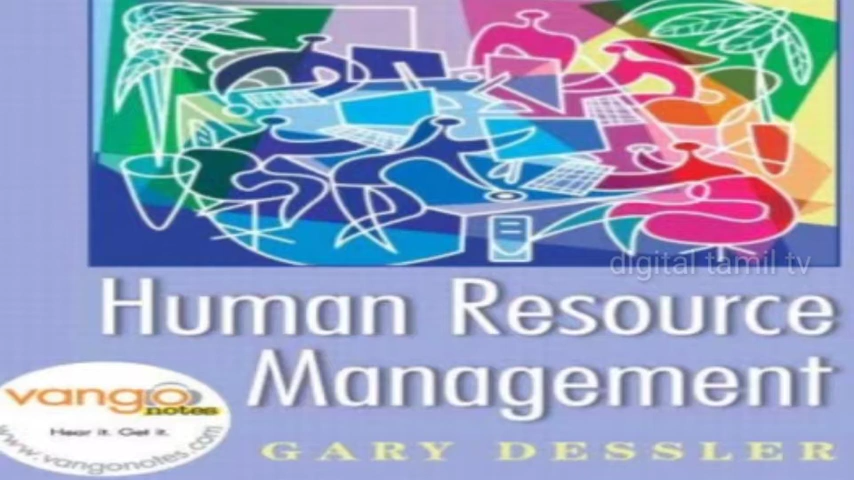 digital tamil tv
Human Resource
Management
vango
notes
Hear it. Get it.
www.vangonotes.com
GARY DESSLER